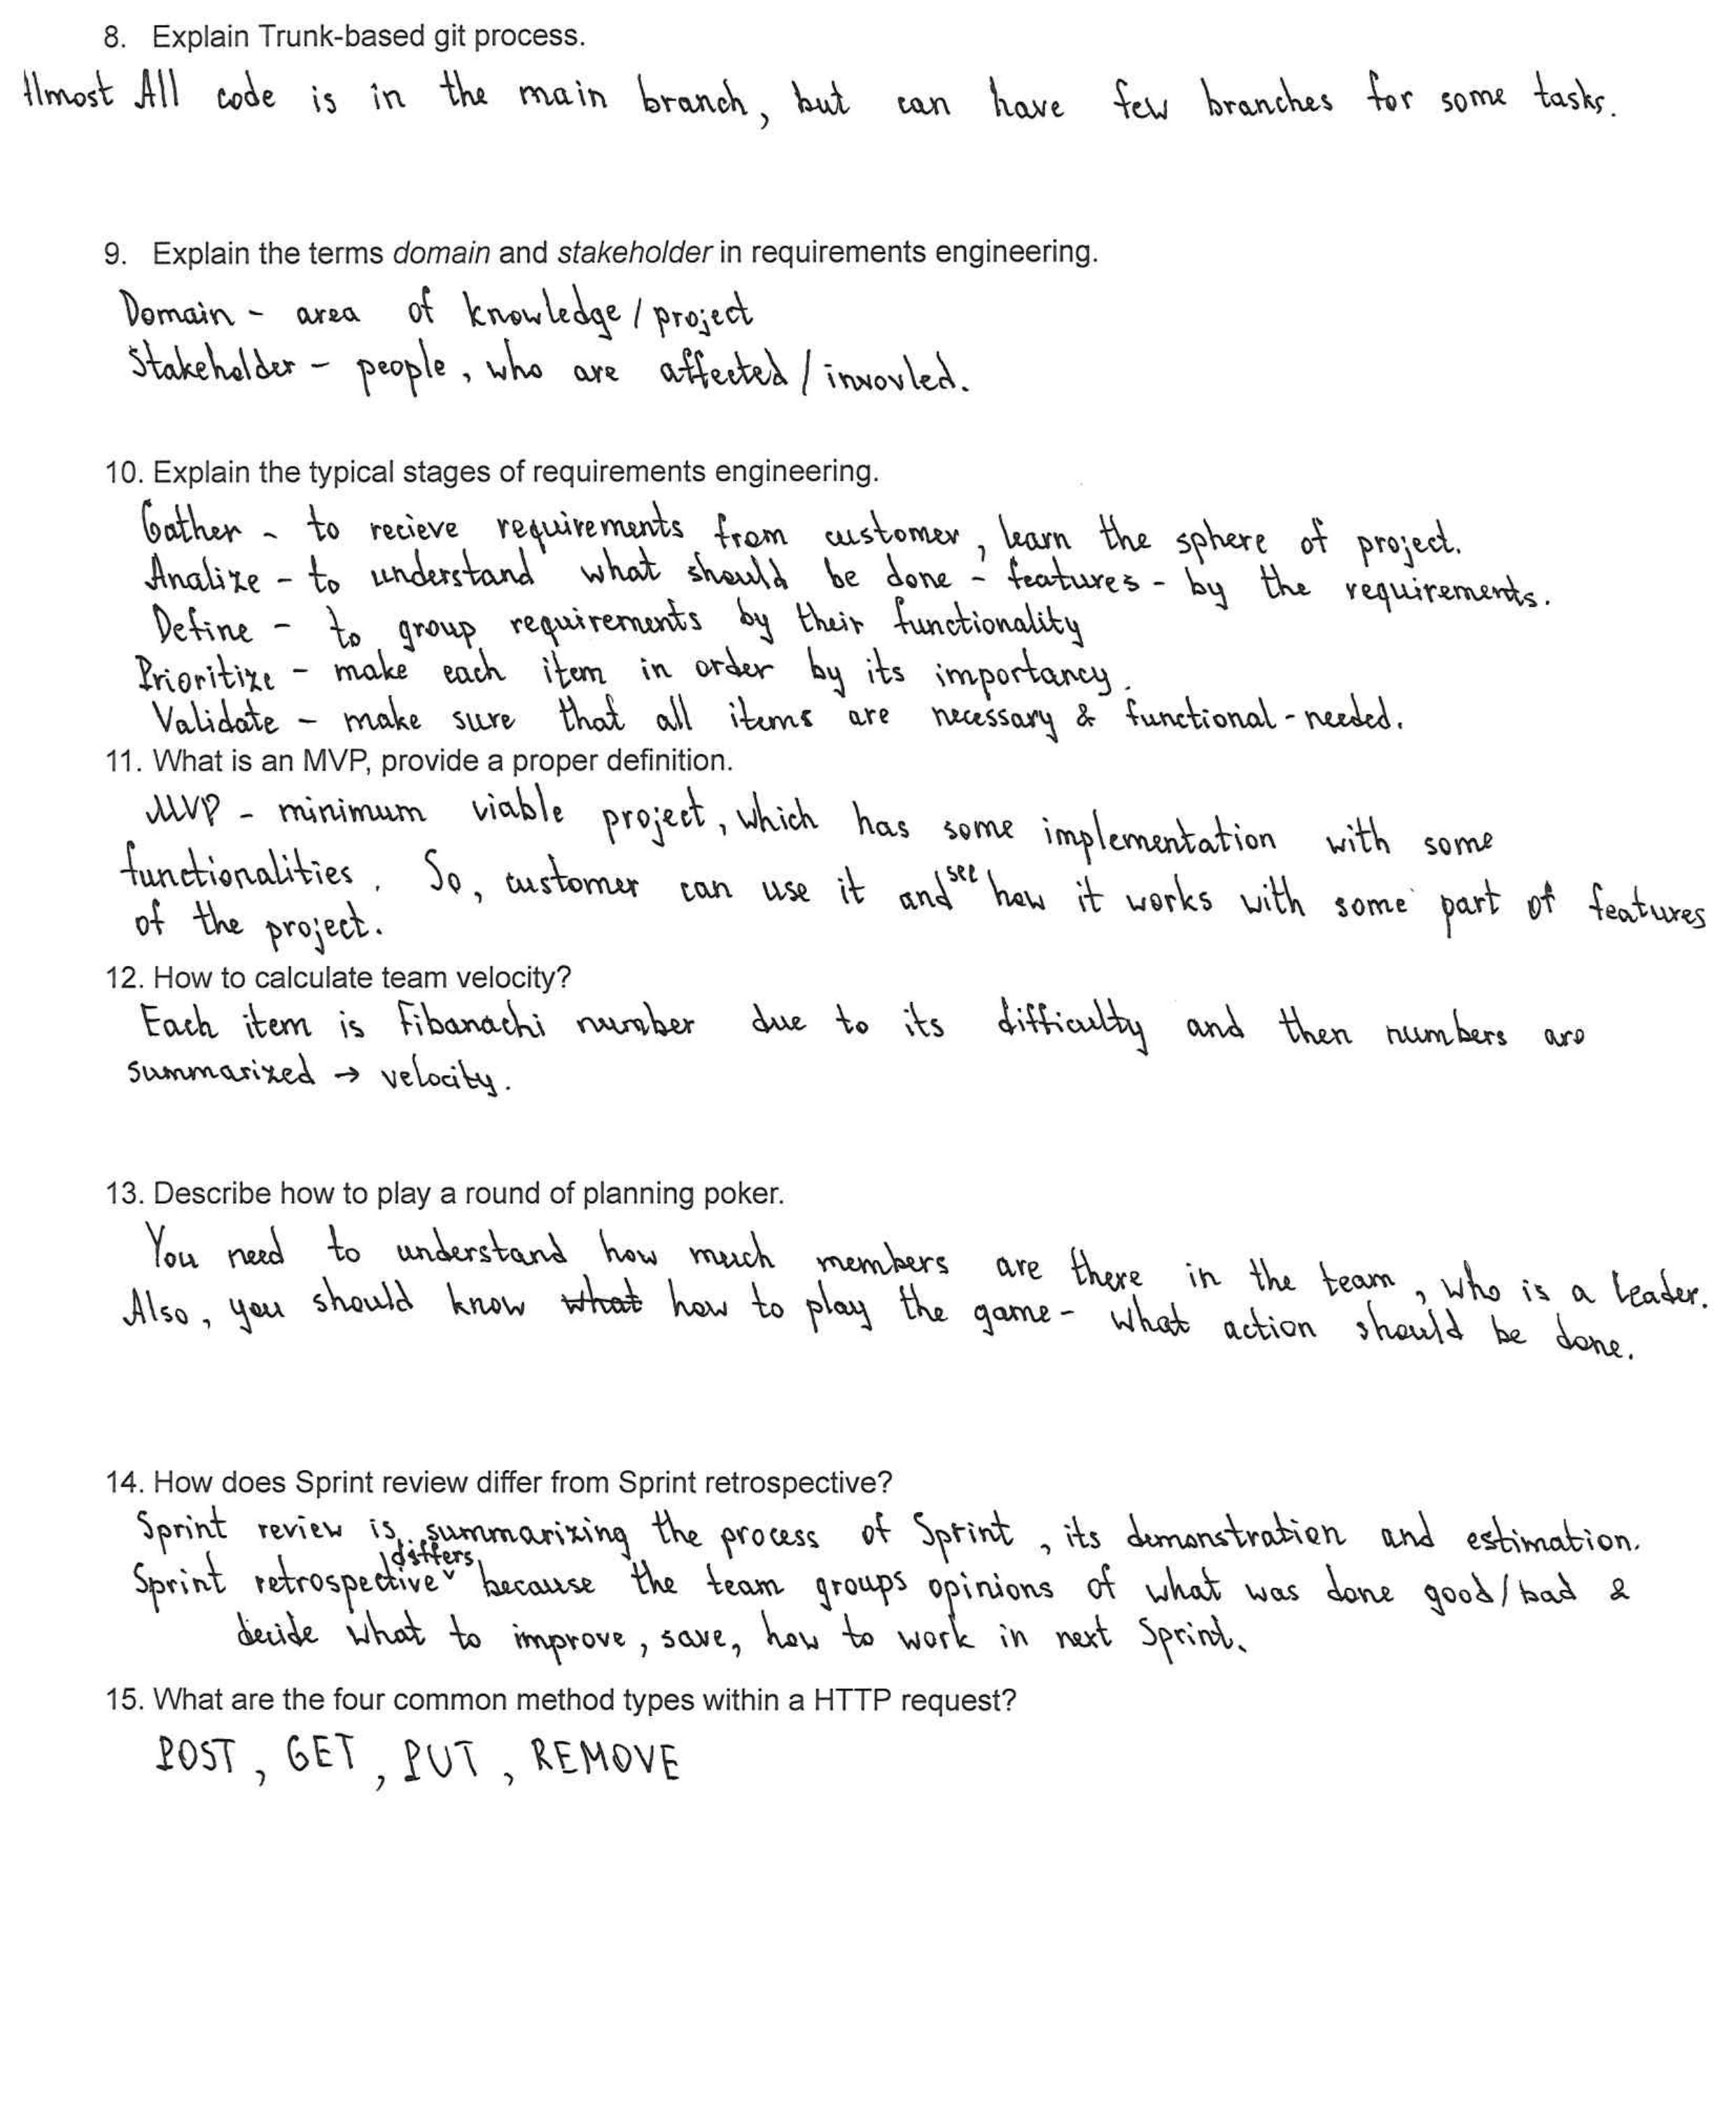 8. Explain Trunk-based git process.
Almost All code is in the main branch, but can have few branches for some tasks.
9. Explain the terms domain and stakeholder in requirements engineering.
Domain - area of knowledge / project
Stakeholder - people, who are affected / invovled.
10. Explain the typical stages of requirements engineering.
Gather - to recieve requirements from customer, learn the sphere of project.
Analize - to understand what should be done - features - by the requirements.
Define - to group requirements by their functionality
Prioritize - make each item in order by its importancy.
Validate - make sure that all items are necessary & functional - needed.
11. What is an MVP, provide a proper definition.
MVP - minimum viable project, which has some implementation with some
functionalities. So, customer can use it and see how it works with some part of features
of the project.
12. How to calculate team velocity?
Each item is Fibanachi number due to its difficulty and then numbers are
summarized → velocity.
13. Describe how to play a round of planning poker.
You need to understand how much members are there in the team, who is a leader.
Also, you should know what how to play the game - what action should be done.
14. How does Sprint review differ from Sprint retrospective?
Sprint review is summarizing the process of Sprint, its demonstration and estimation.
Sprint retrospective differs because the team groups opinions of what was done good / bad &
decide what to improve, save, how to work in next Sprint.
15. What are the four common method types within a HTTP request?
POST, GET, PUT, REMOVE